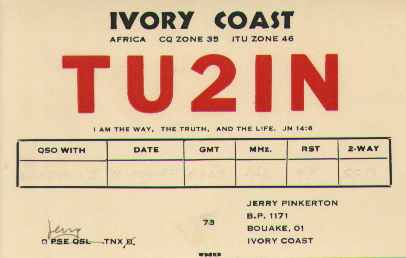 IVORY COAST
AFRICA CQ ZONE 35 ITU ZONE 46
TU2IN
I AM THE WAY, THE TRUTH, AND THE LIFE. JN 14:6
QSO WITH DATE GMT MHZ. RST 2-WAY
JERRY PINKERTON
73 B.P. 1171
BOUAKE, 01
Jerry
□ PSE QSL TNX IVORY COAST